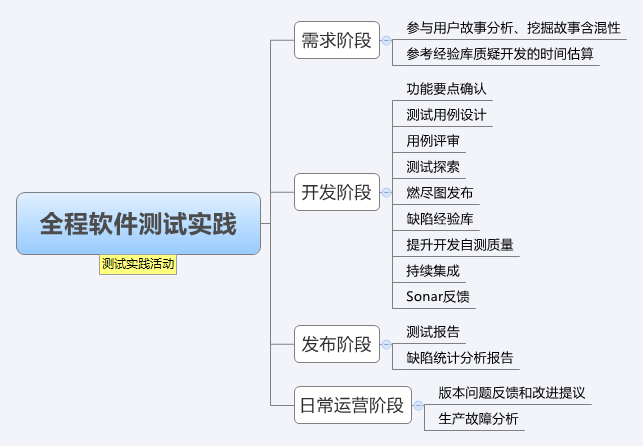 全程软件测试实践
测试实践活动
需求阶段
参与用户故事分析、挖掘故事含混性
参考经验库质疑开发的时间估算
开发阶段
功能要点确认
测试用例设计
用例评审
测试探索
燃尽图发布
缺陷经验库
提升开发自测质量
持续集成
Sonar反馈
发布阶段
测试报告
缺陷统计分析报告
日常运营阶段
版本问题反馈和改进提议
生产故障分析